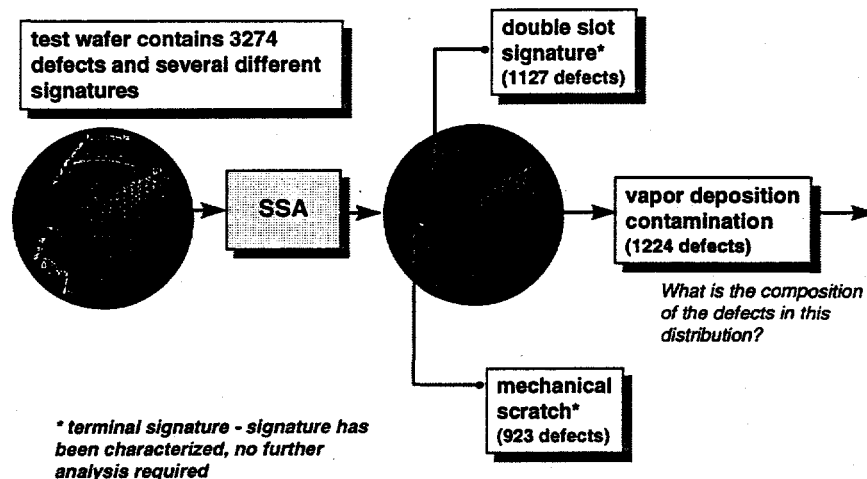 test wafer contains 3274
defects and several different
signatures
double slot
signature*
(1127 defects)
SSA
vapor deposition
contamination
(1224 defects)
What is the composition
of the defects in this
distribution?
mechanical
scratch*
(923 defects)
* terminal signature - signature has
been characterized, no further
analysis required